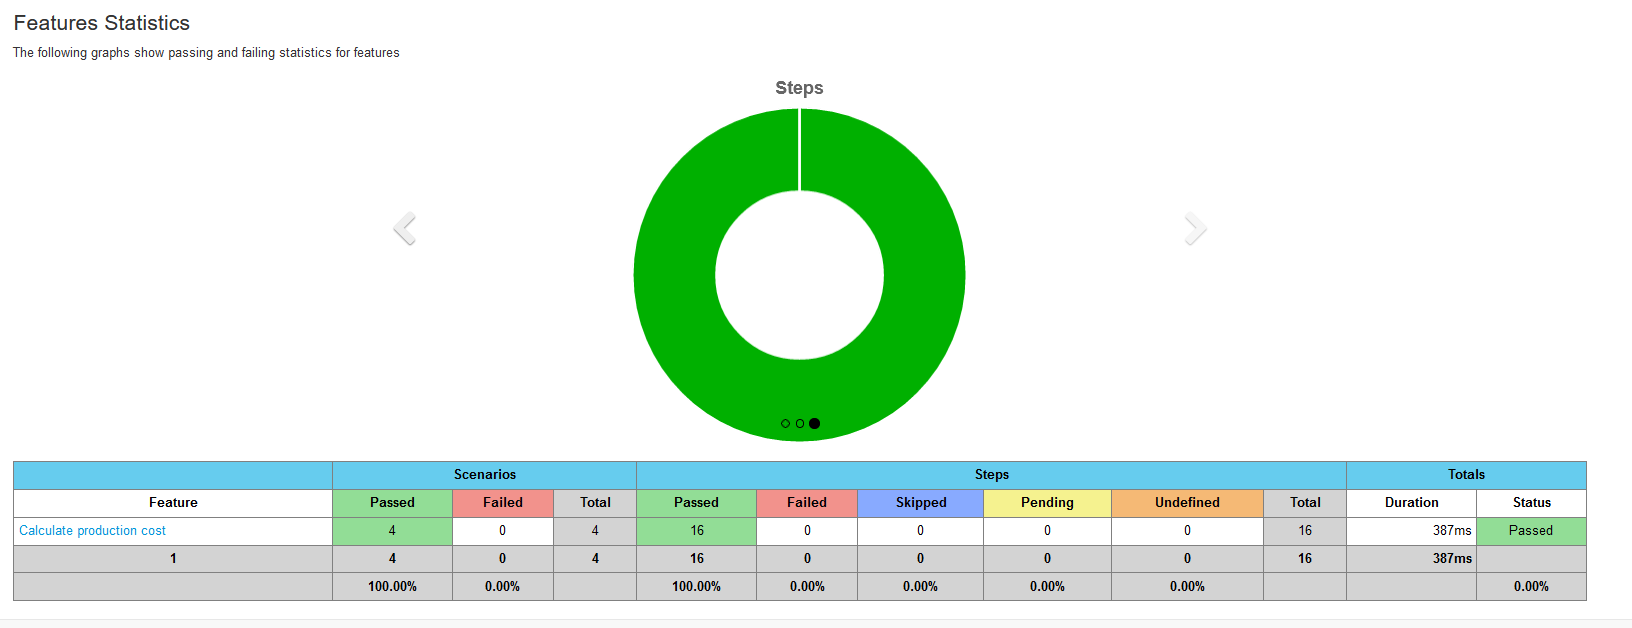 Features Statistics
The following graphs show passing and failing statistics for features
Steps
Scenarios Steps Totals
Feature Passed Failed Total Passed Failed Skipped Pending Undefined Total Duration Status
Calculate production cost 4 0 4 16 0 0 0 0 16 387ms Passed
1 4 0 4 16 0 0 0 0 16 387ms
100.00% 0.00% 100.00% 0.00% 0.00% 0.00% 0.00% 0.00%